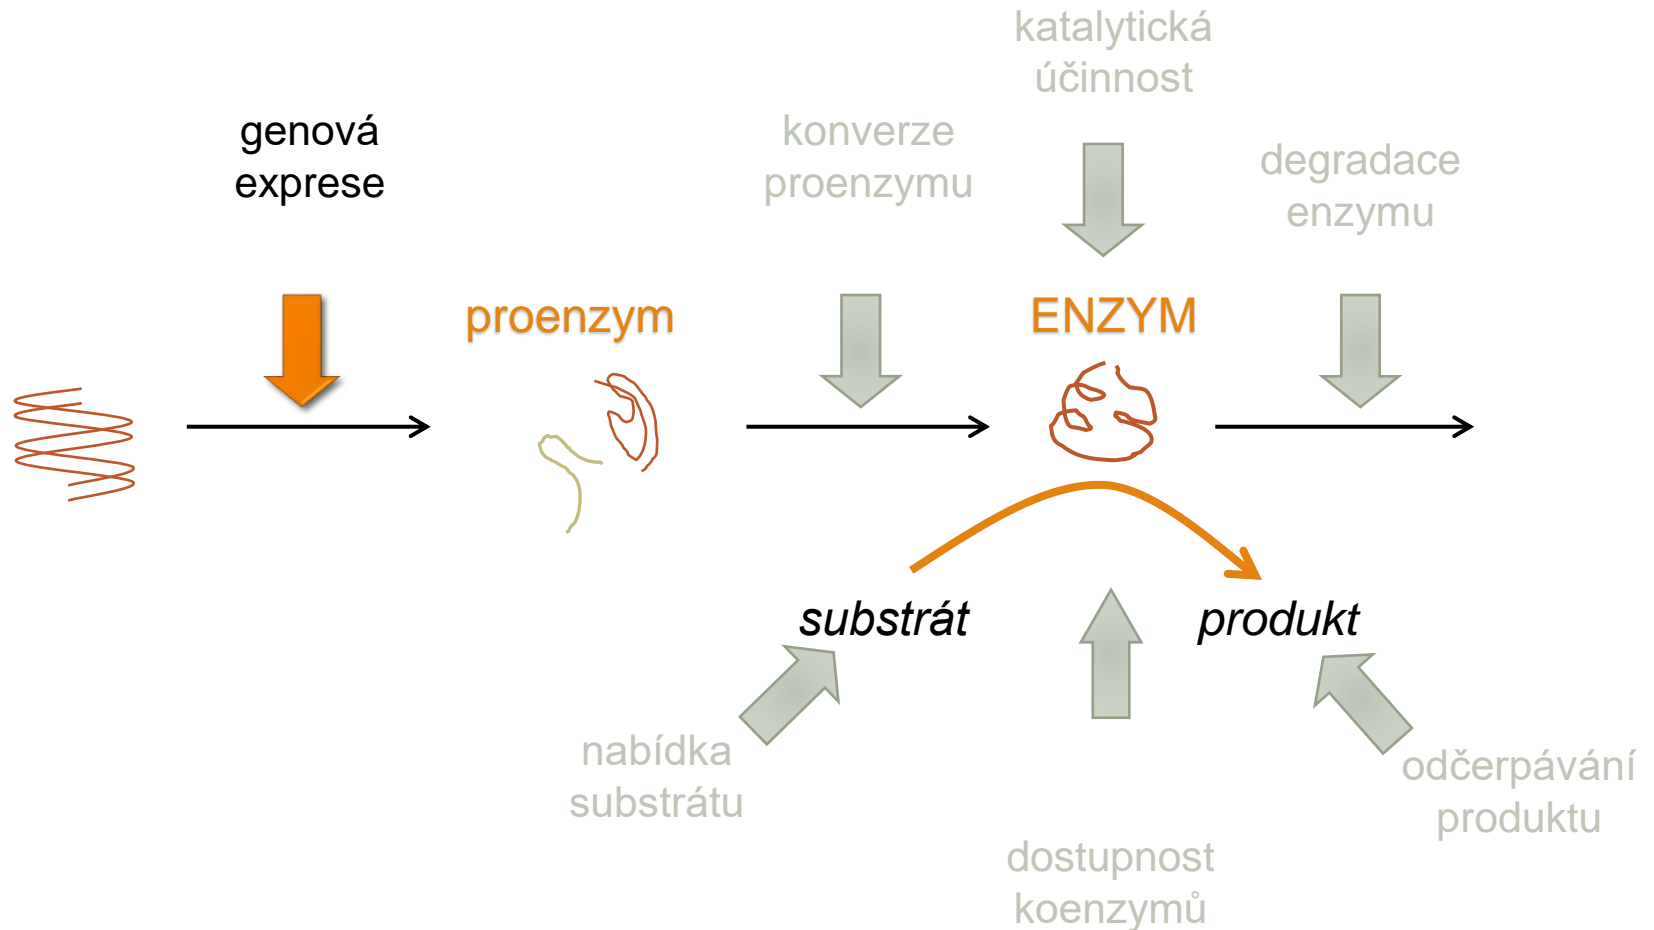 katalytická
účinnost
genová
exprese
konverze
proenzymu
degradace
enzymu
proenzym
ENZYM
substrát
produkt
nabídka
substrátu
odčerpávání
produktu
dostupnost
koenzymů